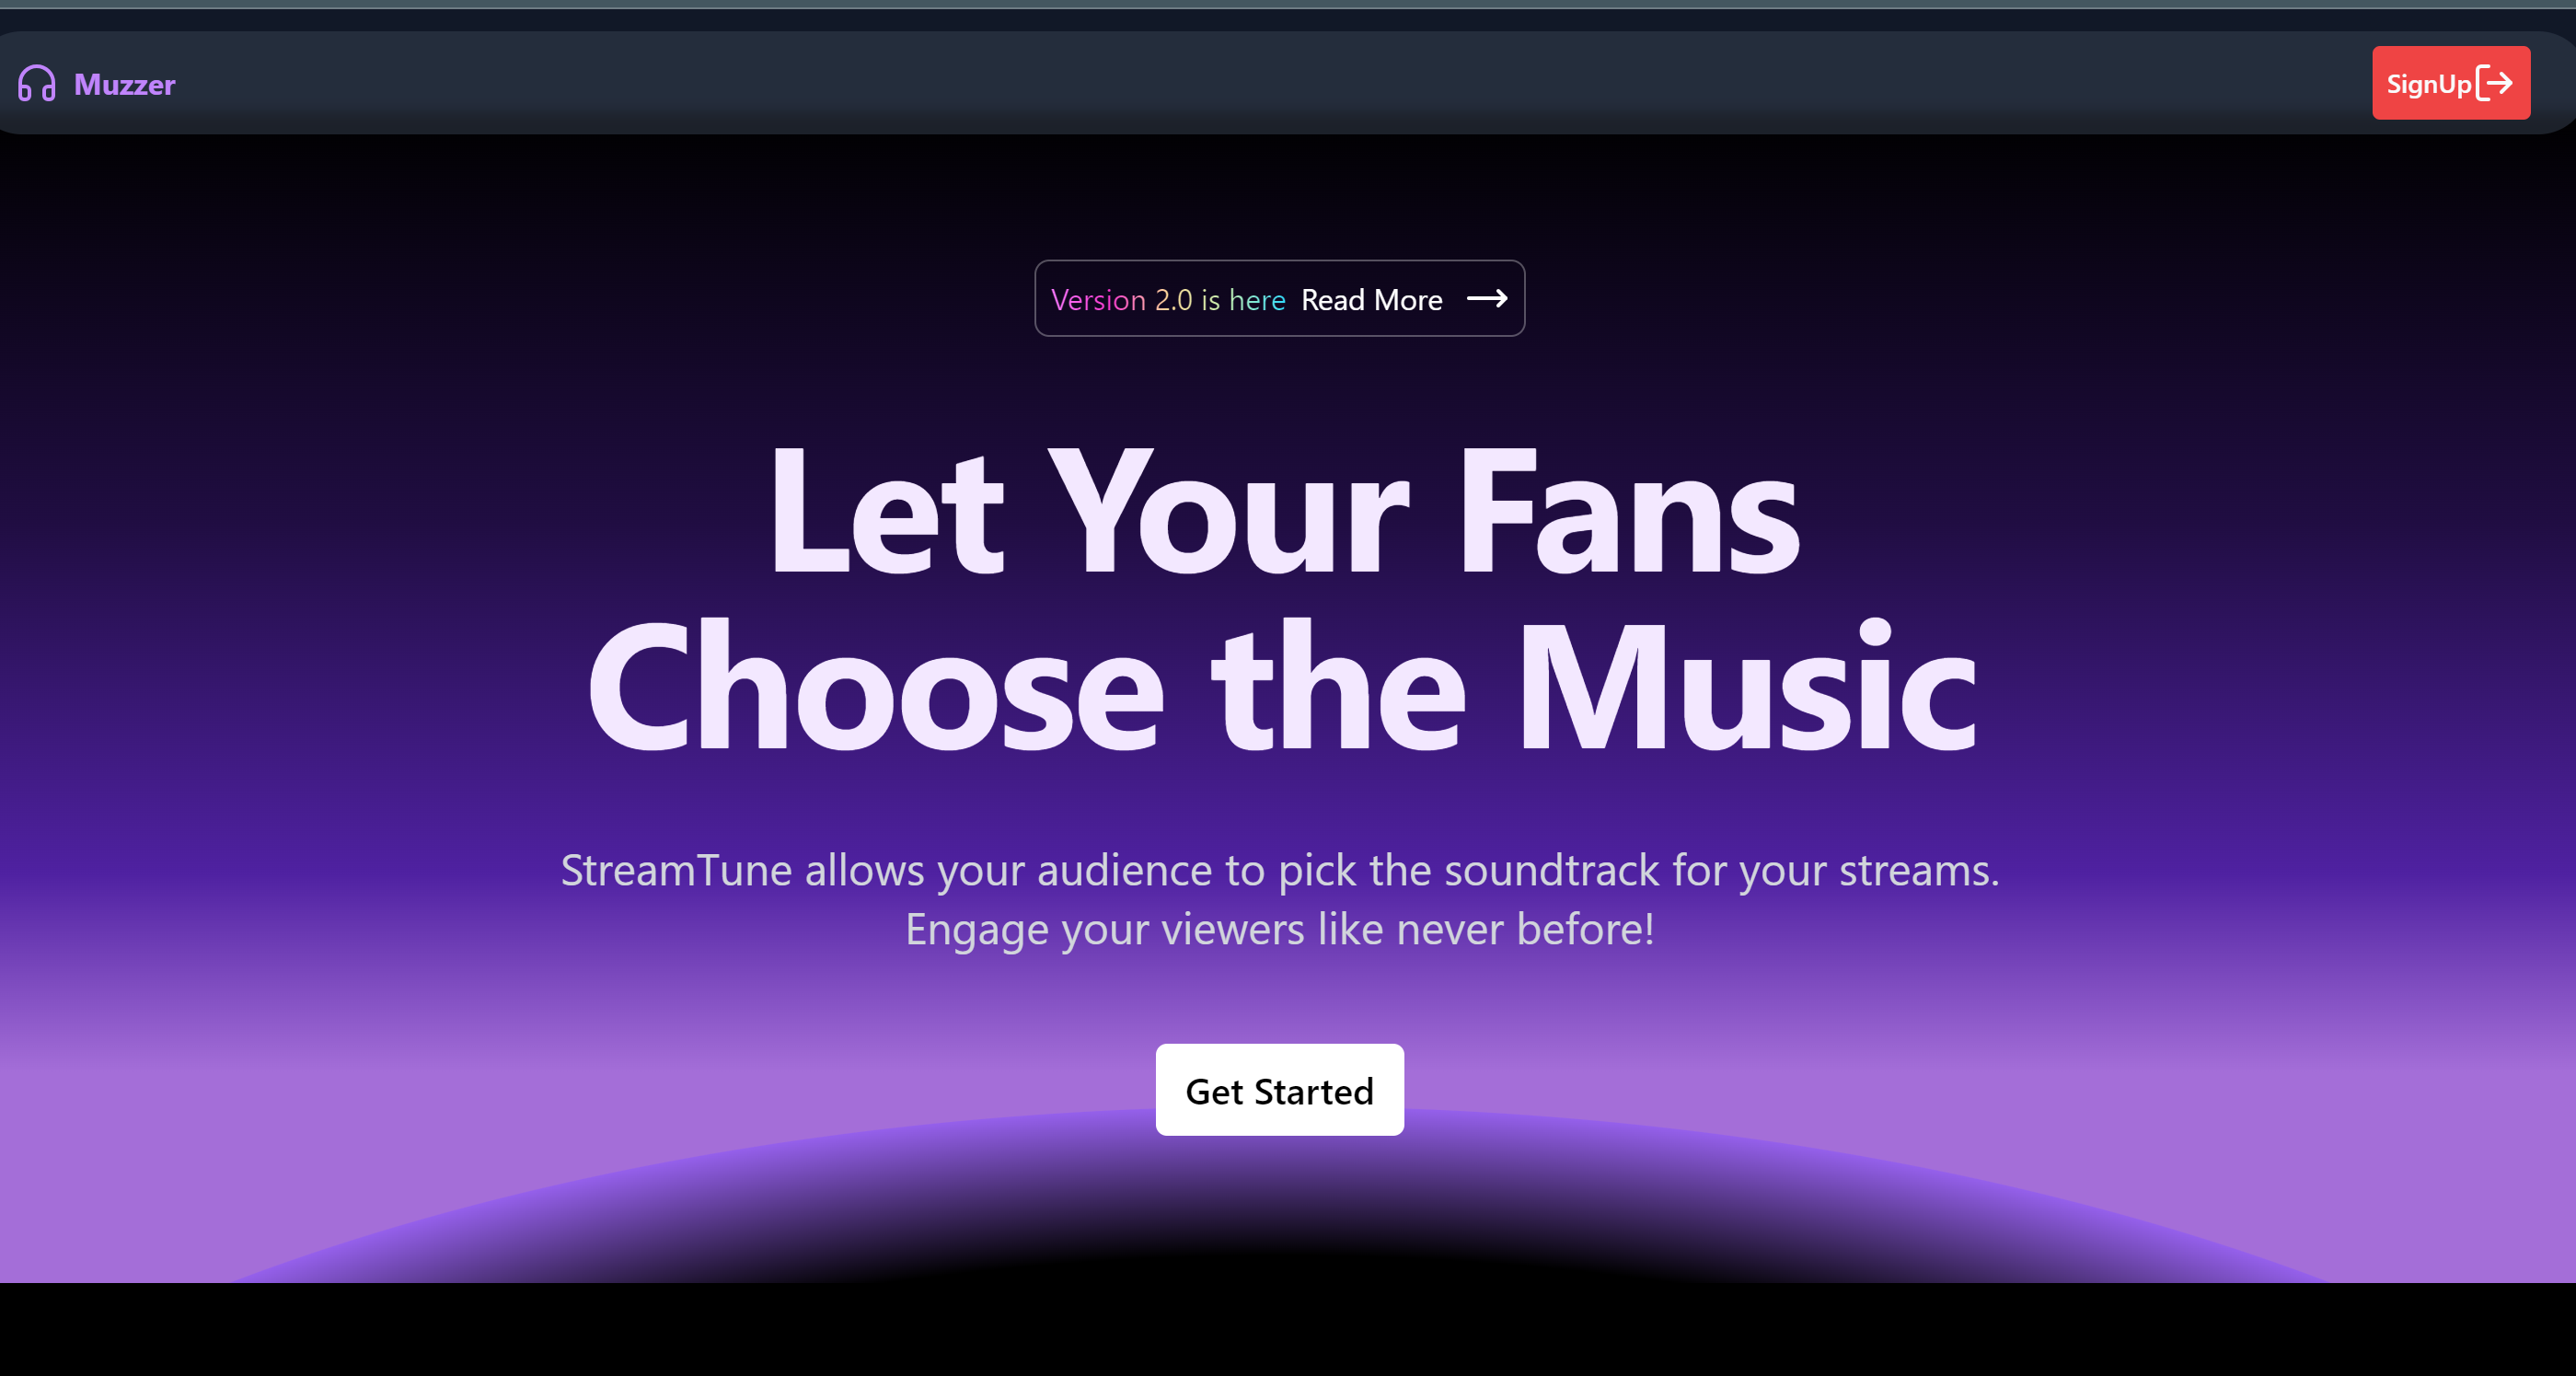 Muzzer
SignUp
Version 2.0 is here Read More
Let Your Fans
Choose the Music
StreamTune allows your audience to pick the soundtrack for your streams.
Engage your viewers like never before!
Get Started